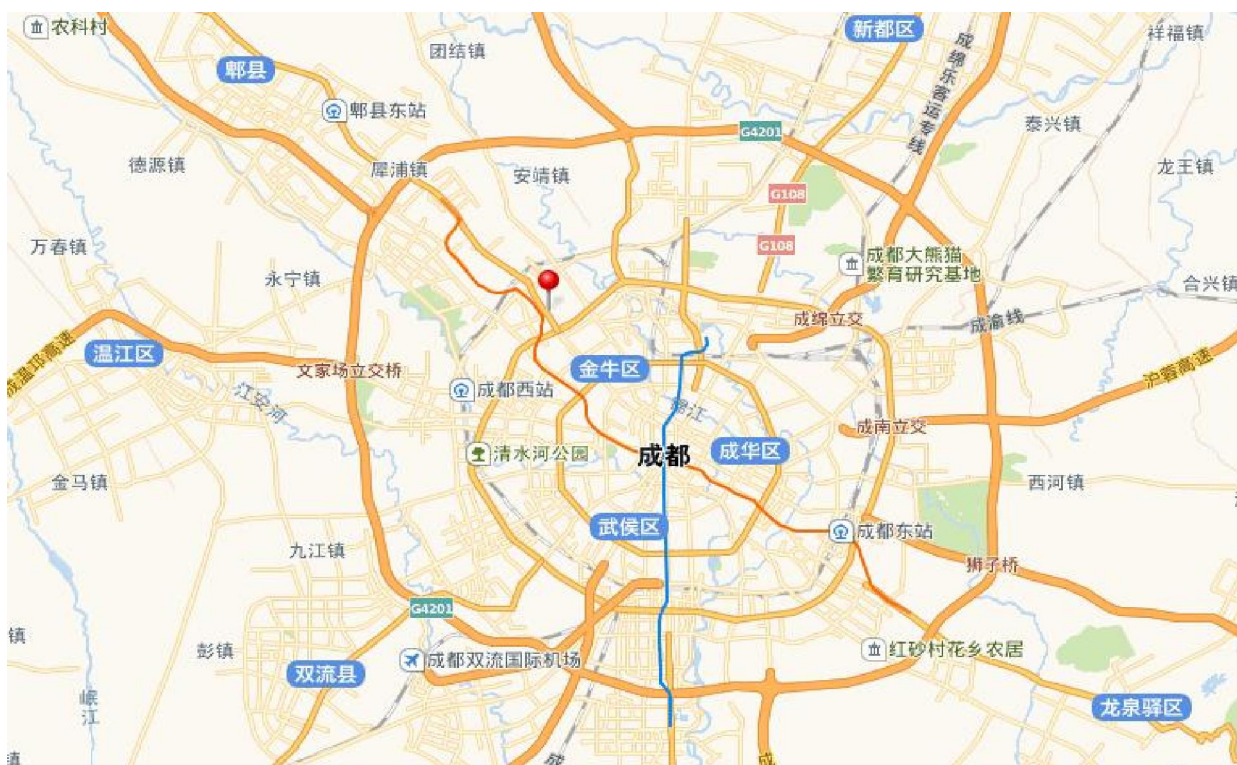 农科村
团结镇
新都区
祥福镇
郫县
成绵乐客运专线
郫县东站
G4201
泰兴镇
德源镇
犀浦镇
安靖镇
龙王镇
G108
万春镇
G108
成都大熊猫
繁育研究基地
永宁镇
合兴镇
成绵立交
成渝线
温江区
成温邛高速
文家场立交桥
金牛区
沪蓉高速
成都西站
江安河
锦江
成南立交
清水河公园
成都
成华区
金马镇
西河镇
武侯区
成都东站
九江镇
狮子桥
G4201
镇
彭镇
成都双流国际机场
红砂村花乡农居
双流县
岷江
龙泉驿区
镇
成
成